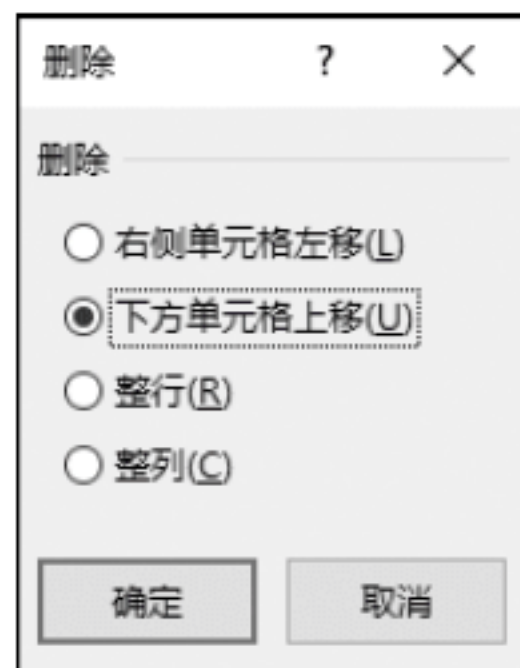 删除 ? ×
删除
右侧单元格左移(L)
下方单元格上移(U)
整行(R)
整列(C)
确定 取消